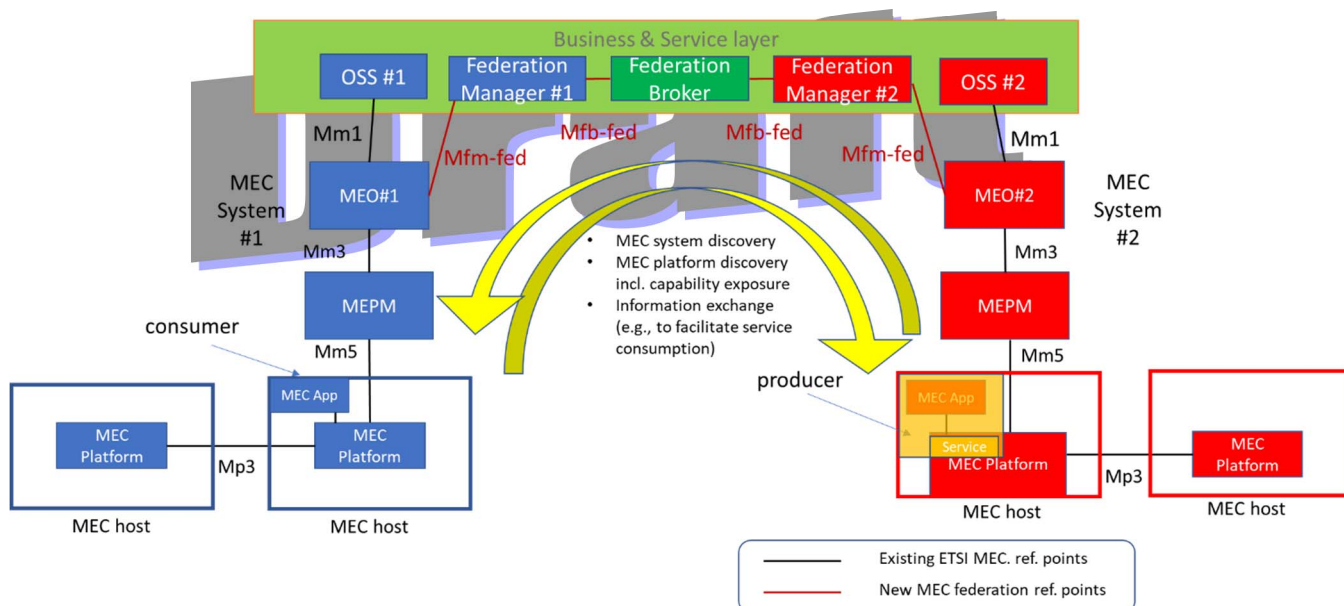 Business & Service layer
OSS #1
Federation
Manager #1
Federation
Broker
Federation
Manager #2
OSS #2
Mm1
Mfb-fed
Mfb-fed
Mm1
Mfm-fed
Mfm-fed
MEC
System
#1
MEO#1
MEO#2
MEC
System
#2
Mm3
• MEC system discovery
• MEC platform discovery
incl. capability exposure
• Information exchange
(e.g., to facilitate service
consumption)
Mm3
MEPM
MEPM
consumer
Mm5
Mm5
producer
MEC App
MEC App
MEC
Platform
Mp3
MEC
Platform
Service
MEC Platform
Mp3
MEC
Platform
MEC host
MEC host
MEC host
MEC host
Existing ETSI MEC. ref. points
New MEC federation ref. points